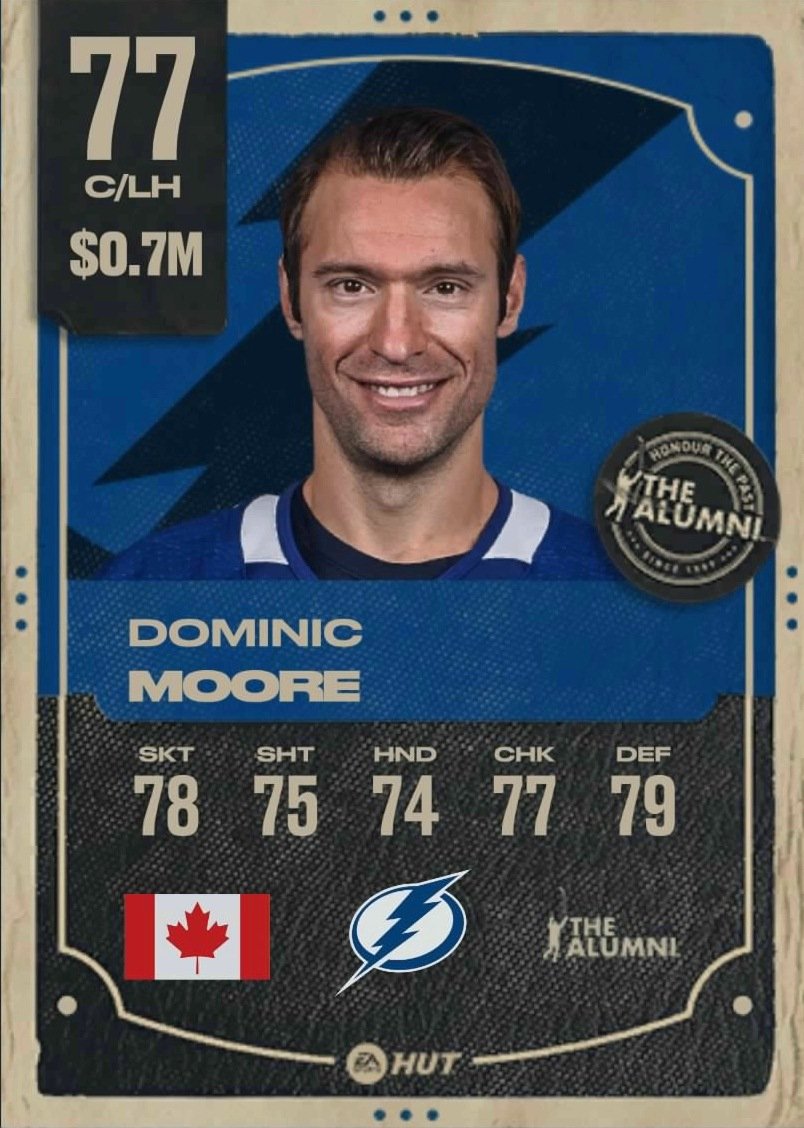 77
C/LH
$0.7M
HONOUR THE PAST
THE
ALUMNI
DOMINIC
MOORE
SKT SHT HND CHK DEF
78 75 74 77 79
THE
ALUMNI
EA HUT